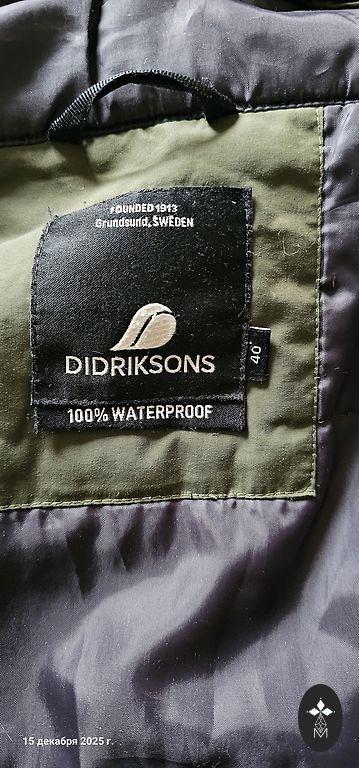 FOUNDED 1913
Grundsund, SWEDEN
DIDRIKSONS
40
100% WATERPROOF
15 декабря 2025 г.
M